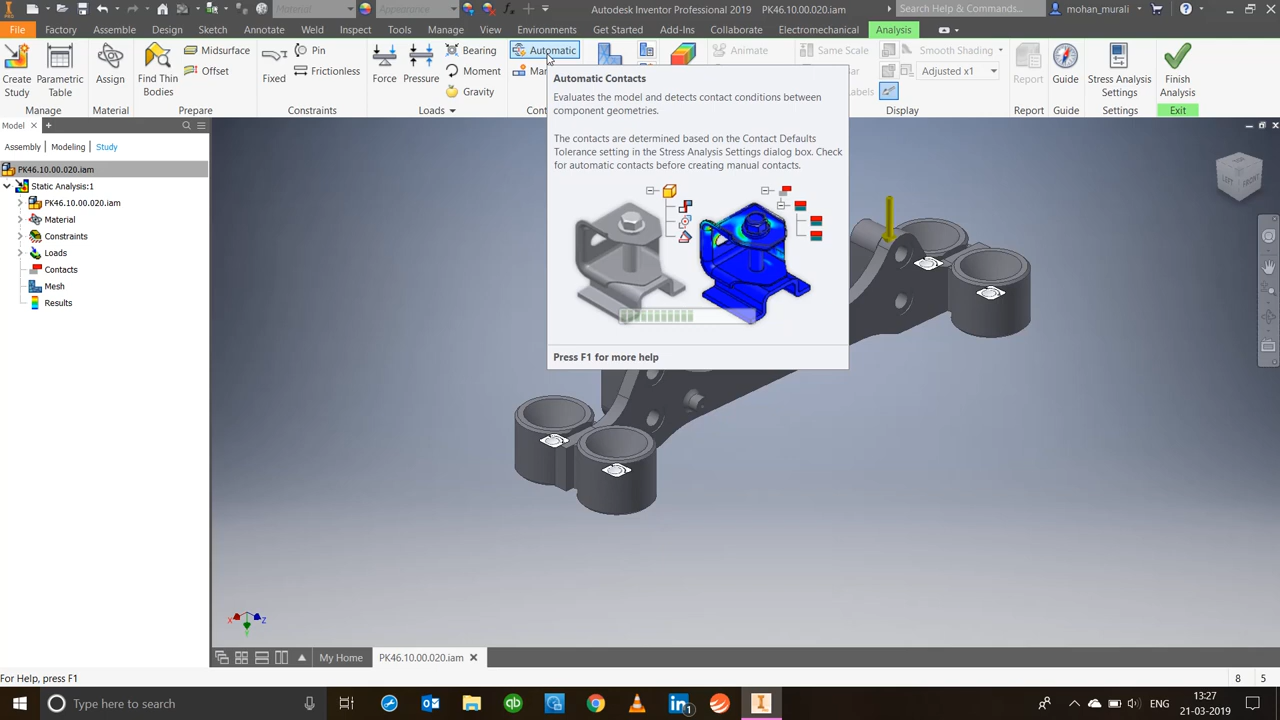 Material
Appearance
Autodesk Inventor Professional 2019 PK46.10.00.020.iam
Search Help & Commands...
mohan_murali
File Factory Assemble Design Sketch Annotate Weld Inspect Tools Manage View Environments Get Started Add-Ins Collaborate Electromechanical Analysis
Midsurface Pin Bearing Automatic Animate Same Scale Smooth Shading
Offset Frictionless Moment Adjusted x1
Create Study
Parametric Table
Assign
Find Thin Bodies
Fixed
Force Pressure
Gravity
Report
Guide
Stress Analysis Settings
Finish Analysis
Manage Material Prepare Constraints Loads Display Report Guide Settings Exit
Automatic Contacts
Evaluates the model and detects contact conditions between
component geometries.
The contacts are determined based on the Contact Defaults
Tolerance setting in the Stress Analysis Settings dialog box. Check
for automatic contacts before creating manual contacts.
Press F1 for more help
Model
Assembly Modeling Study
PK46.10.00.020.iam
Static Analysis:1
PK46.10.00.020.iam
Material
Constraints
Loads
Contacts
Mesh
Results
LEFT FRONT
X Z
Y
My Home PK46.10.00.020.iam
For Help, press F1 8 5
Type here to search
1
ENG
13:27
21-03-2019